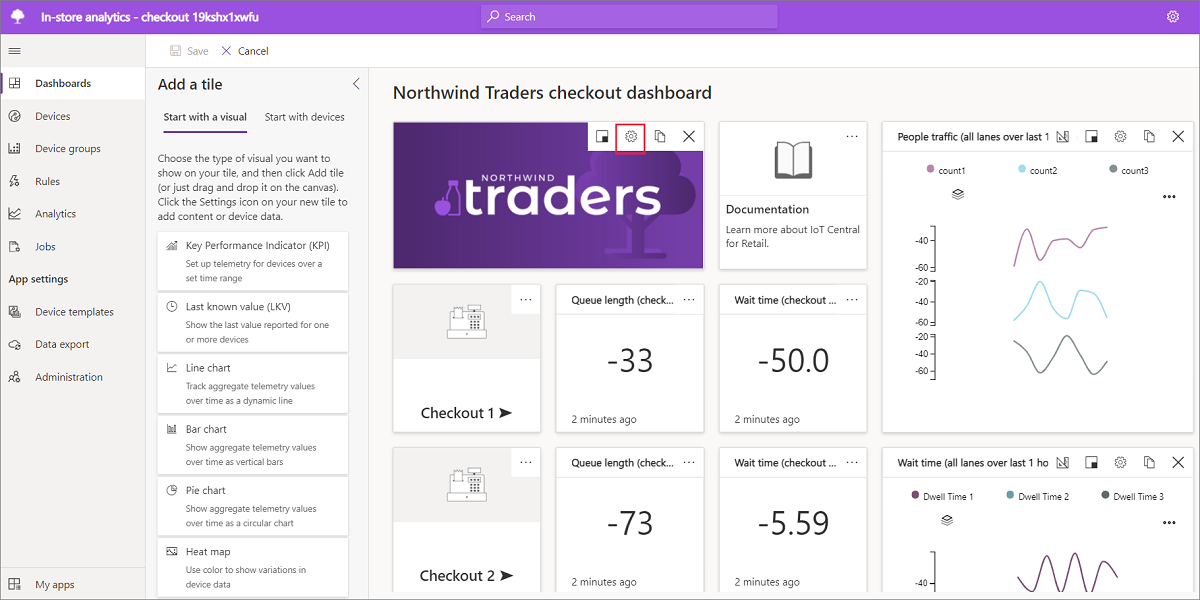 In-store analytics - checkout 19kshx1xwfu
Search
Save
Cancel
Dashboards
Devices
Device groups
Rules
Analytics
Jobs
App settings
Device templates
Data export
Administration
My apps
Add a tile
Start with a visual
Start with devices
Choose the type of visual you want to
show on your tile, and then click Add tile
(or just drag and drop it on the canvas).
Click the Settings icon on your new tile to
add content or device data.
Key Performance Indicator (KPI)
Set up telemetry for devices over a
set time range
Last known value (LKV)
Show the last value reported for one
or more devices
Line chart
Track aggregate telemetry values
over time as a dynamic line
Bar chart
Show aggregate telemetry values
over time as vertical bars
Pie chart
Show aggregate telemetry values
over time as a circular chart
Heat map
Use color to show variations in
device data
Northwind Traders checkout dashboard
NORTHWIND
traders
Documentation
Learn more about IoT Central
for Retail.
People traffic (all lanes over last 1
count1
count2
count3
-40
-60
-20
-40
-60
-20
-40
-60
Checkout 1
Queue length (check...
-33
2 minutes ago
Wait time (checkout ...
-50.0
2 minutes ago
Checkout 2
Queue length (check...
-73
2 minutes ago
Wait time (checkout ...
-5.59
2 minutes ago
Wait time (all lanes over last 1 ho
Dwell Time 1
Dwell Time 2
Dwell Time 3
-40